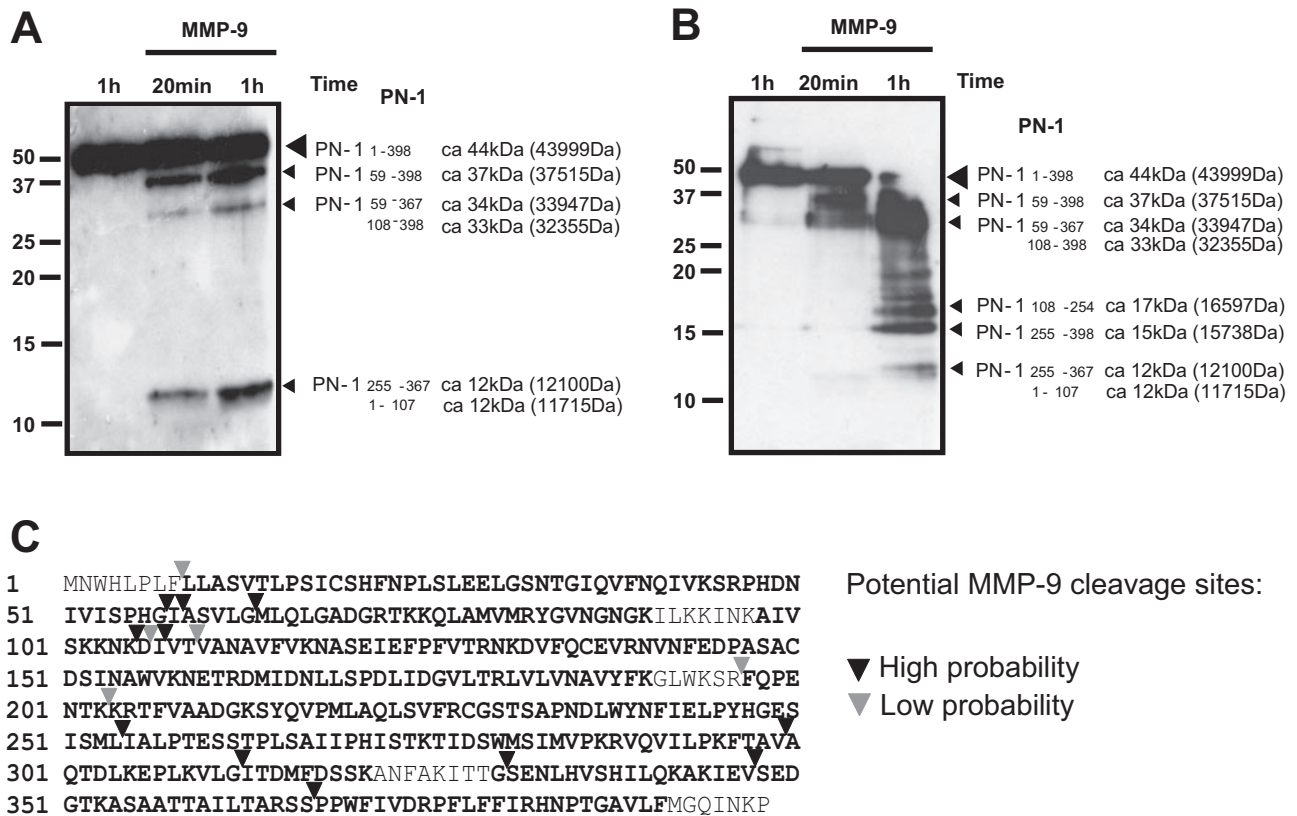 A
MMP-9
1h 20min 1h Time
PN-1
50
37
25
20
15
10
PN-1 1-398 ca 44kDa (43999Da)
PN-1 59 -398 ca 37kDa (37515Da)
PN-1 59 -367 ca 34kDa (33947Da)
108-398 ca 33kDa (32355Da)
PN-1 255 -367 ca 12kDa (12100Da)
1- 107 ca 12kDa (11715Da)
B
MMP-9
1h 20min 1h Time
PN-1
50
37
25
20
15
10
PN-1 1-398 ca 44kDa (43999Da)
PN-1 59 -398 ca 37kDa (37515Da)
PN-1 59 -367 ca 34kDa (33947Da)
108- 398 ca 33kDa (32355Da)
PN-1 108 -254 ca 17kDa (16597Da)
PN-1 255 -398 ca 15kDa (15738Da)
PN-1 255 -367 ca 12kDa (12100Da)
1- 107 ca 12kDa (11715Da)
C
1 MNWHLPLFLLASVTLPSICSHFNPLSLEELGSNTGIQVFNQIVKSRPHDN
51 IVISPHGIASVLGMLQLGADGRTKKQLAMVMRYGVNGNGKILKKINKAIV
101 SKKNKDIVTVANAVFVKNASEIEFPFVTRNKDVFQCEVRNVNFEDPASAC
151 DSINAWVKNETRDMIDNLLSPDLIDGVLTRLVLVNAVYFKGLWKSRFQPE
201 NTKKRTFVAADGKSYQVPMLAQLSVFRCGSTSAPNDLWYNFIELPYHGES
251 ISMLIALPTESSTPLSAIIPHISTKTIDSWMSIMVPKRVQVILPKFTAVA
301 QTDLKEPLKVLGITDMFDSSKANFAKITTGSENLHVSHILQKAKIEVSED
351 GTKASAATTAILTARSSPPWFIVDRPFLFFIRHNPTGAVLFMGQINKP
Potential MMP-9 cleavage sites:
High probability
Low probability